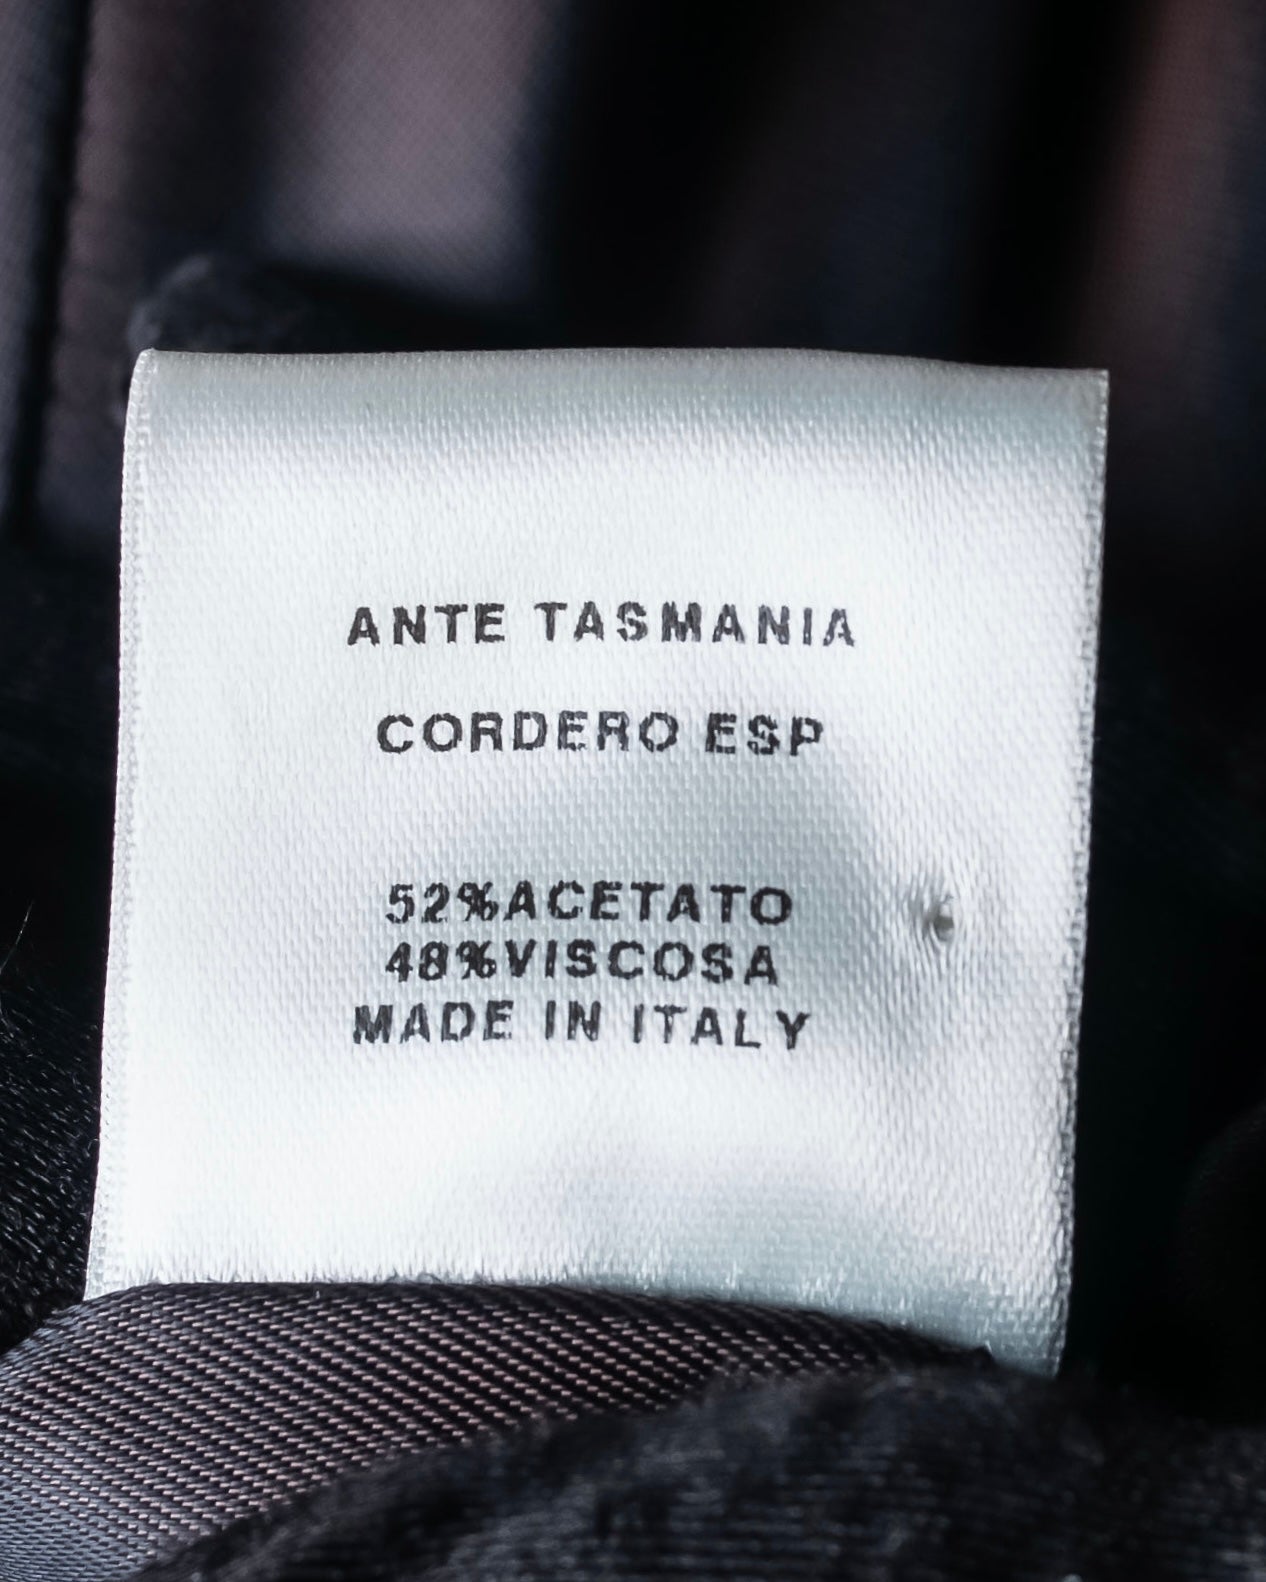 ANTE TASMANIA
CORDERO ESP
52%ACETATO
48%VISCOSA
MADE IN ITALY